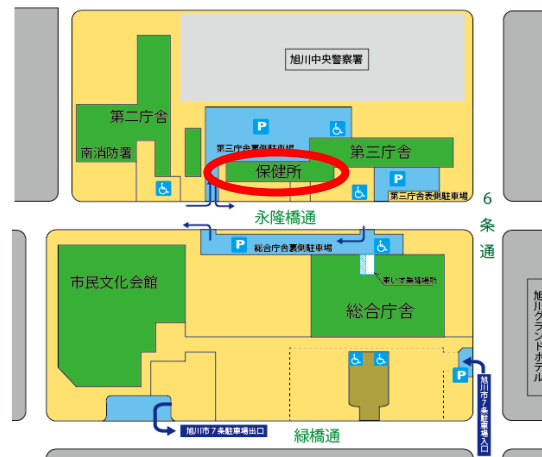 旭川中央警察署
第二庁舎
P
南消防署
第三庁舎裏側駐車場
第三庁舎
保健所
P
第三庁舎表側駐車場
永隆橋通
6条通
P
総合庁舎裏側駐車場
市民文化会館
車いす乗降場所
総合庁舎
旭川グランドホテル
P
旭川市7条駐車場出口
緑橋通
旭川市7条駐車場入口